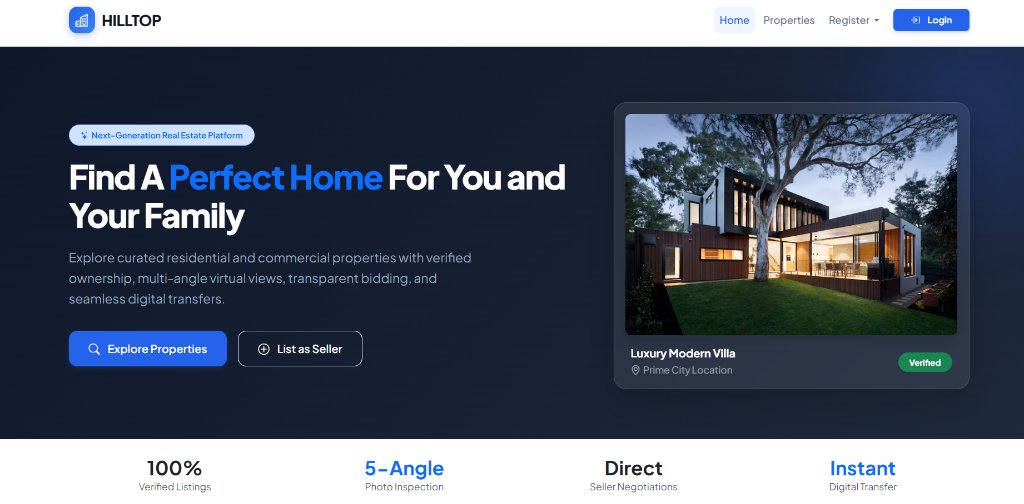 HILLTOP
Home
Properties
Register
Login
Next-Generation Real Estate Platform
Find A Perfect Home For You and
Your Family
Explore curated residential and commercial properties with verified
ownership, multi-angle virtual views, transparent bidding, and
seamless digital transfers.
Explore Properties
List as Seller
Luxury Modern Villa
Prime City Location
Verified
100%
Verified Listings
5-Angle
Photo Inspection
Direct
Seller Negotiations
Instant
Digital Transfer